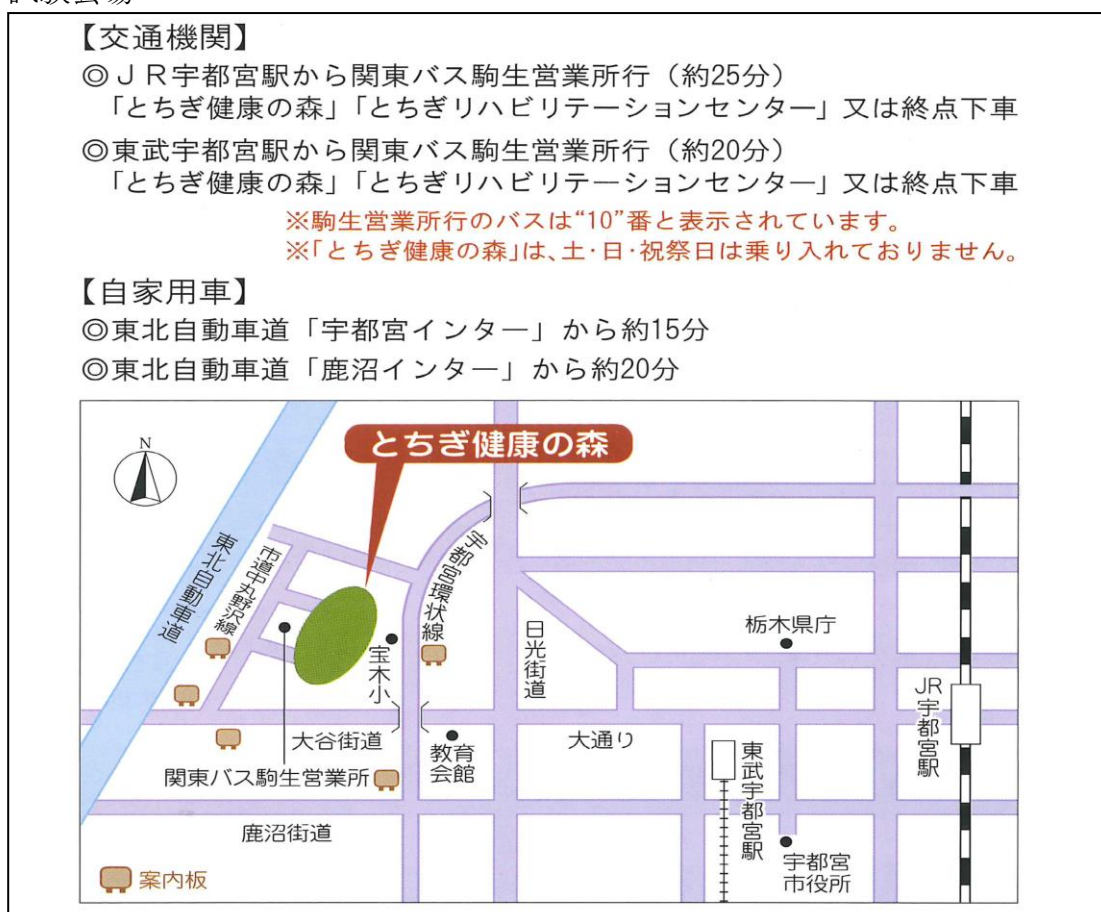 試験会場
【交通機関】
◎ＪＲ宇都宮駅から関東バス駒生営業所行（約25分）
「とちぎ健康の森」「とちぎリハビリテーションセンター」又は終点下車
◎東武宇都宮駅から関東バス駒生営業所行（約20分）
「とちぎ健康の森」「とちぎリハビリテーションセンター」又は終点下車
※駒生営業所行のバスは“10”番と表示されています。
※「とちぎ健康の森」は、土・日・祝祭日は乗り入れておりません。
【自家用車】
◎東北自動車道「宇都宮インター」から約15分
◎東北自動車道「鹿沼インター」から約20分
とちぎ健康の森
N
東北自動車道
市道中丸野沢線
宇都宮環状線
宝木小
日光街道
栃木県庁
JR宇都宮駅
大谷街道
教育
会館
大通り
東武宇都宮駅
関東バス駒生営業所
鹿沼街道
宇都宮
市役所
案内板